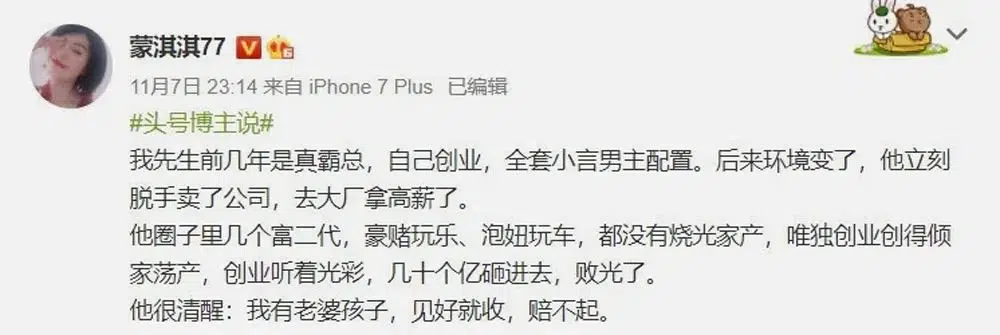 蒙淇淇77
11月7日 23:14 来自 iPhone 7 Plus 已编辑
#头号博主说#
我先生前几年是真霸总，自己创业，全套小言男主配置。后来环境变了，他立刻
脱手卖了公司，去大厂拿高薪了。
他圈子里几个富二代，豪赌玩乐、泡妞玩车，都没有烧光家产，唯独创业创得倾
家荡产，创业听着光彩，几十个亿砸进去，败光了。
他很清醒：我有老婆孩子，见好就收，赔不起。